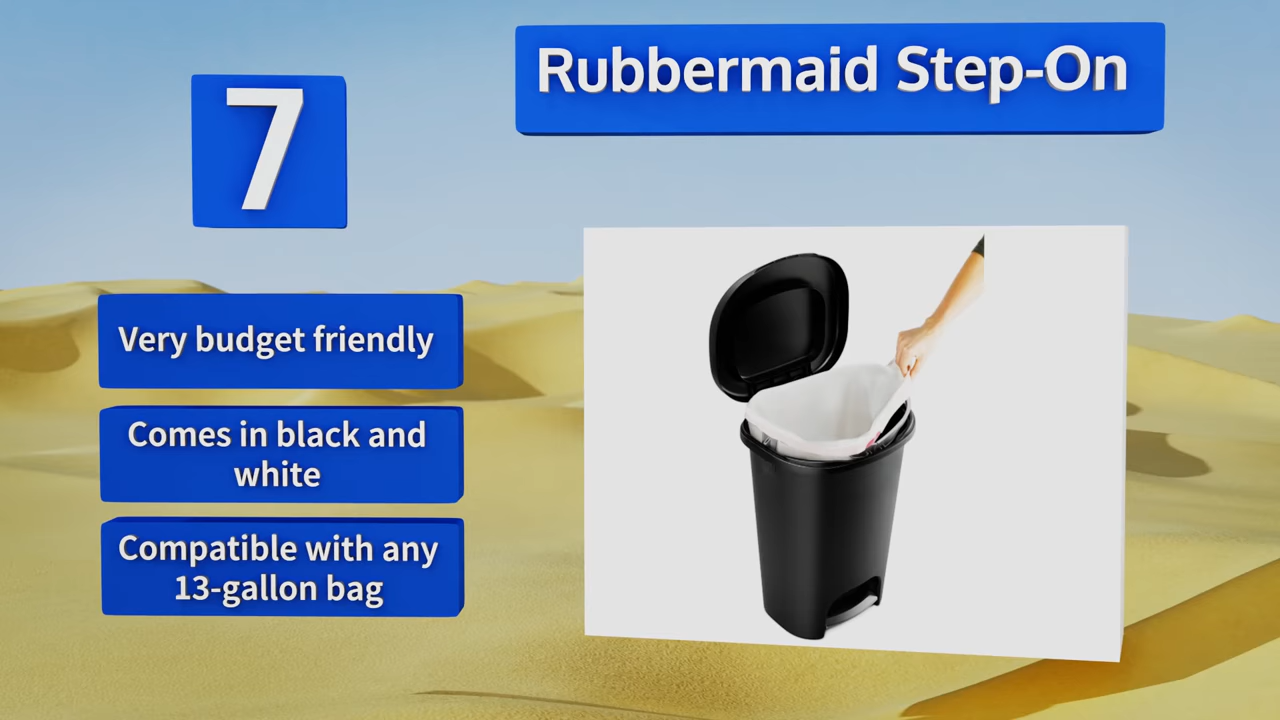 7
Rubbermaid Step-On
Very budget friendly
Comes in black and
white
Compatible with any
13-gallon bag